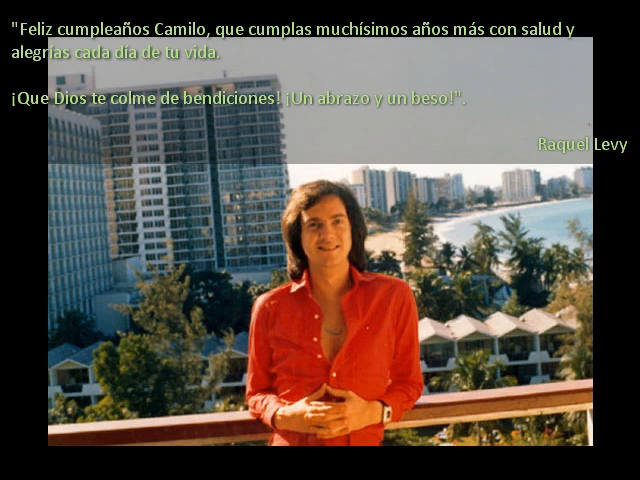 "Feliz cumpleaños Camilo, que cumplas muchísimos años más con salud y
alegrías cada día de tu vida.
¡Que Dios te colme de bendiciones! ¡Un abrazo y un beso!".
Raquel Levy